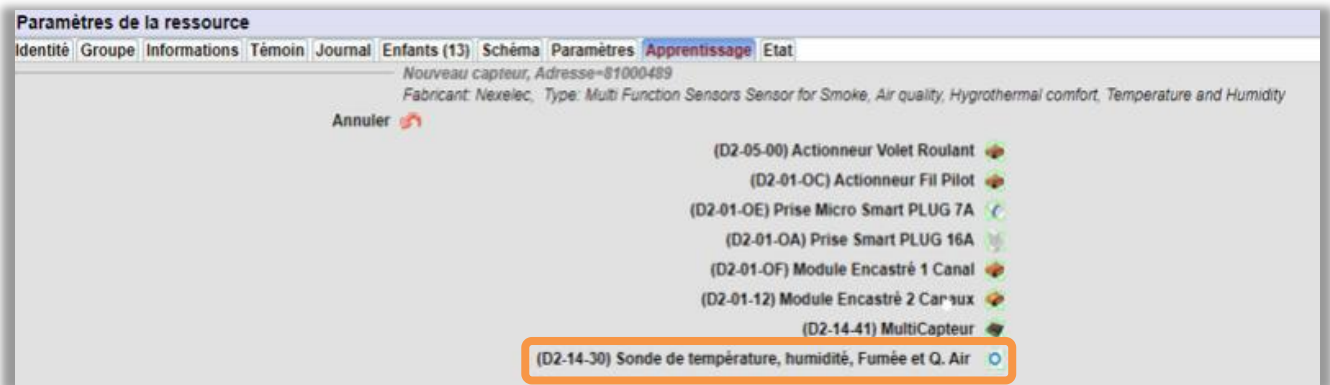 Paramètres de la ressource
Identité Groupe Informations Témoin Journal Enfants (13) Schéma Paramètres Apprentissage Etat
Nouveau capteur, Adresse=81000489
Fabricant: Nexelec, Type: Multi Function Sensors Sensor for Smoke, Air quality, Hygrothermal comfort, Temperature and Humidity
Annuler
(D2-05-00) Actionneur Volet Roulant
(D2-01-OC) Actionneur Fil Pilot
(D2-01-OE) Prise Micro Smart PLUG 7A
(D2-01-OA) Prise Smart PLUG 16A
(D2-01-OF) Module Encastré 1 Canal
(D2-01-12) Module Encastré 2 Canaux
(D2-14-41) MultiCapteur
(D2-14-30) Sonde de température, humidité, Fumée et Q. Air